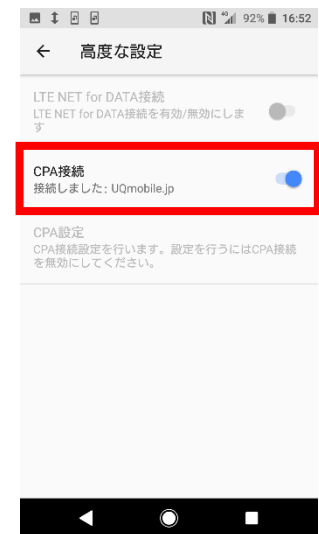 4G 92% 16:52
高度な設定
LTE NET for DATA接続
LTE NET for DATA接続を有効/無効にしま
す
CPA接続
接続しました: UQmobile.jp
CPA設定
CPA接続設定を行います。設定を行うにはCPA接続
を無効にしてください。